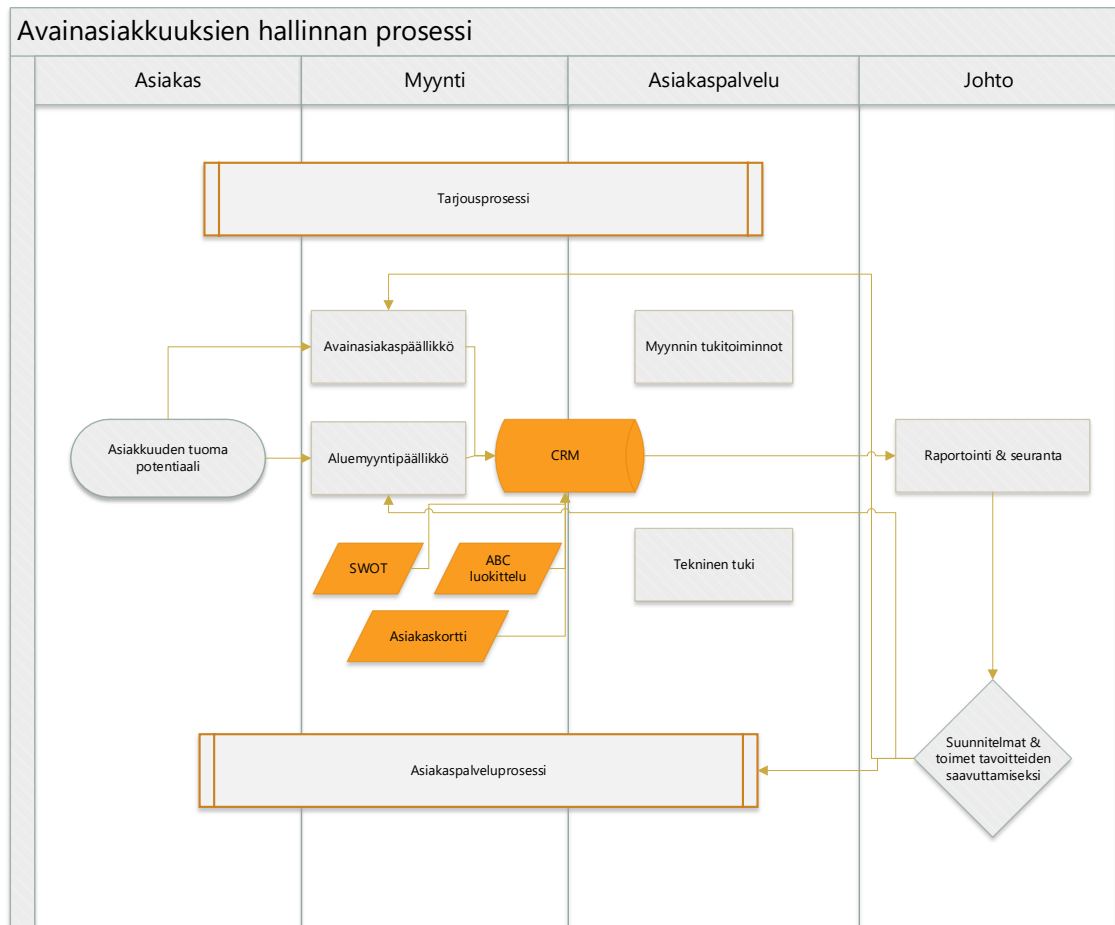 Avainasiakkuuksien hallinnan prosessi
Asiakas
Myynti
Asiakaspalvelu
Johto
Tarjousprosessi
Avainasiakaspäällikkö
Myynnin tukitoiminnot
Asiakkuuden tuoma
potentiaali
Aluemyyntipäällikkö
CRM
Raportointi & seuranta
SWOT
ABC
luokittelu
Tekninen tuki
Asiakaskortti
Asiakaspalveluprosessi
Suunnitelmat &
toimet tavoitteiden
saavuttamiseksi